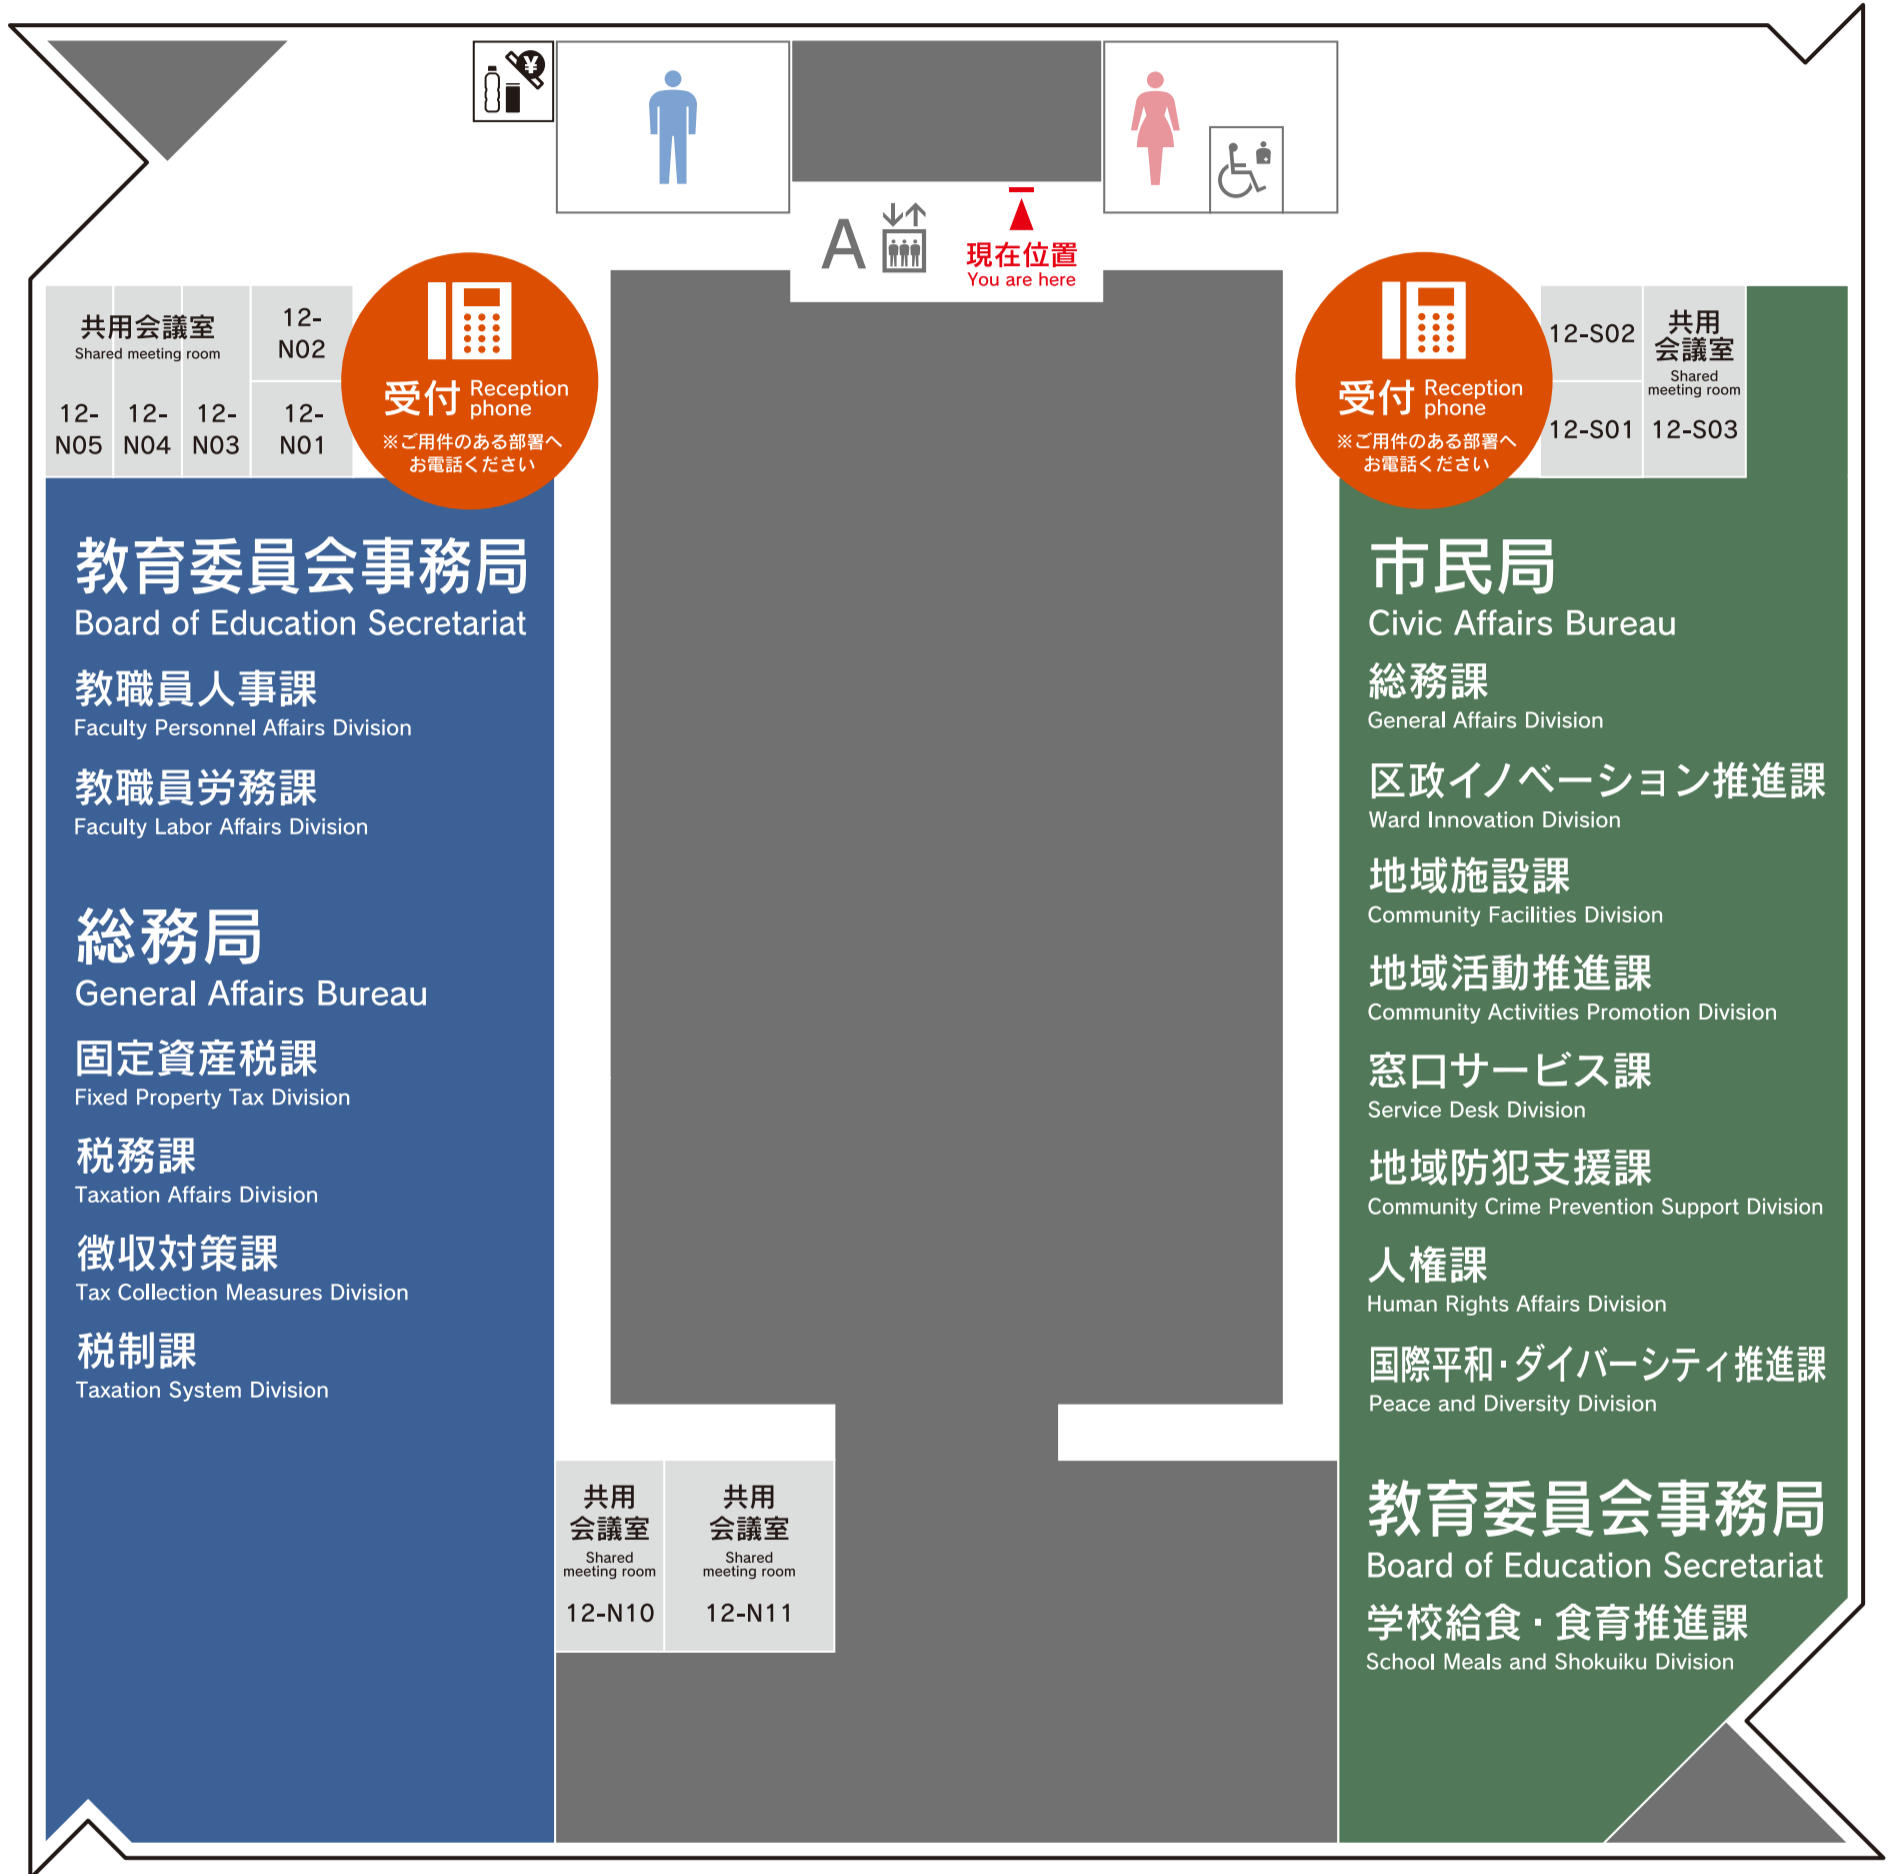 ¥
A
現在位置
You are here
共用会議室
Shared meeting room
12-
N05
12-
N04
12-
N03
12-
N02
12-
N01
受付 Reception
phone
※ご用件のある部署へ
お電話ください
受付 Reception
phone
※ご用件のある部署へ
お電話ください
12-S02
12-S01
共用
会議室
Shared
meeting room
12-S03
教育委員会事務局
Board of Education Secretariat
教職員人事課
Faculty Personnel Affairs Division
教職員労務課
Faculty Labor Affairs Division
総務局
General Affairs Bureau
固定資産税課
Fixed Property Tax Division
税務課
Taxation Affairs Division
徴収対策課
Tax Collection Measures Division
税制課
Taxation System Division
共用
会議室
Shared
meeting room
12-N10
共用
会議室
Shared
meeting room
12-N11
市民局
Civic Affairs Bureau
総務課
General Affairs Division
区政イノベーション推進課
Ward Innovation Division
地域施設課
Community Facilities Division
地域活動推進課
Community Activities Promotion Division
窓口サービス課
Service Desk Division
地域防犯支援課
Community Crime Prevention Support Division
人権課
Human Rights Affairs Division
国際平和・ダイバーシティ推進課
Peace and Diversity Division
教育委員会事務局
Board of Education Secretariat
学校給食・食育推進課
School Meals and Shokuiku Division